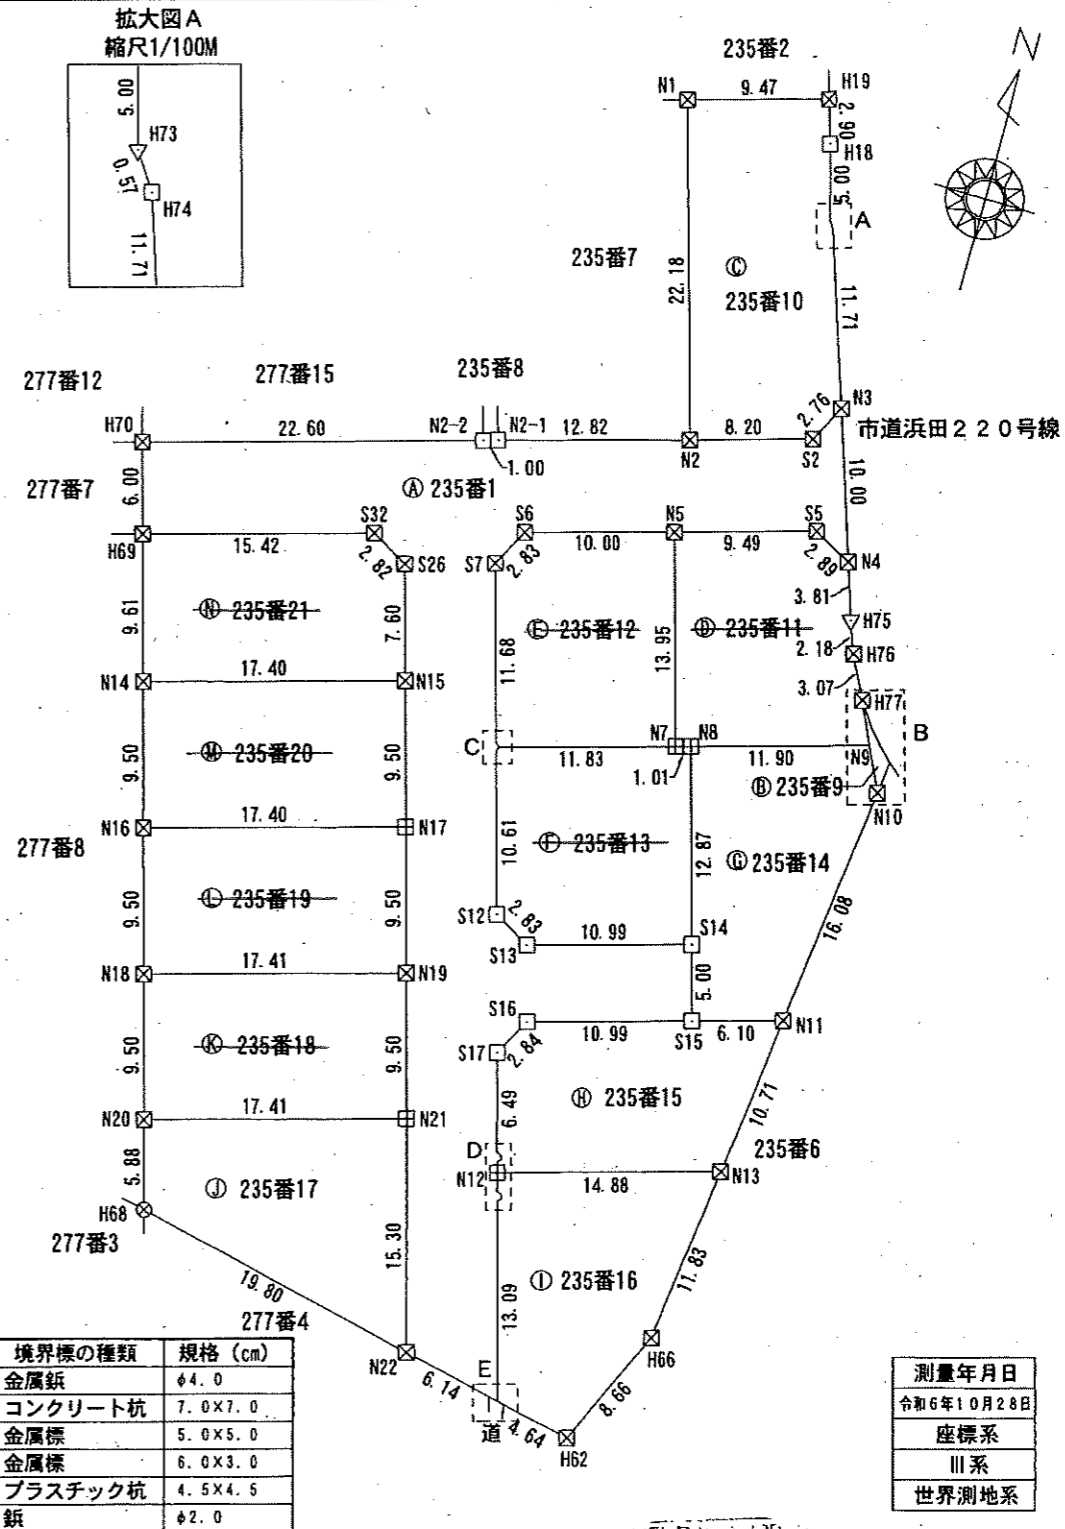 拡大図A
縮尺1/100M
5.00
H73
0.57
H74
11.71
235番2
N
N1
9.47
H19
2.90
H18
5.00
A
235番7
22.18
Ⓒ
235番10
11.71
277番12
277番15
235番8
N3
2.76
市道浜田220号線
H70
22.60
N2-2
N2-1
12.82
N2
8.20
S2
1.00
10.00
277番7
6.00
Ⓐ 235番1
S32
S6
N5
S5
H69
15.42
2.82
S26
S7
2.83
10.00
9.49
2.89
N4
3.81
9.61
Ⓝ 235番21
7.60
Ⓔ 235番12
Ⓓ 235番11
H75
2.18
H76
11.68
13.95
3.07
N14
17.40
N15
H77
B
C
N7
N8
11.83
1.01
11.90
N9
9.50
Ⓜ 235番20
9.50
Ⓑ 235番9
N10
N16
17.40
N17
277番8
10.61
Ⓕ 235番13
12.87
Ⓖ 235番14
9.50
Ⓛ 235番19
9.50
16.08
S12
2.83
S13
10.99
S14
N18
17.41
N19
5.00
S16
10.99
S15
6.10
N11
9.50
Ⓚ 235番18
9.50
S17
2.84
6.49
Ⓗ 235番15
10.71
N20
17.41
N21
D
N12
14.88
N13
235番6
5.88
Ⓙ 235番17
H68
277番3
15.30
13.09
Ⓘ 235番16
11.83
19.80
277番4
N22
6.14
E
道
4.64
H62
8.66
H66
境界標の種類 規格(cm)
金属鋲 φ4.0
コンクリート杭 7.0×7.0
金属標 5.0×5.0
金属標 6.0×3.0
プラスチック杭 4.5×4.5
鋲 φ2.0
測量年月日
令和6年10月28日
座標系
Ⅲ系
世界測地系